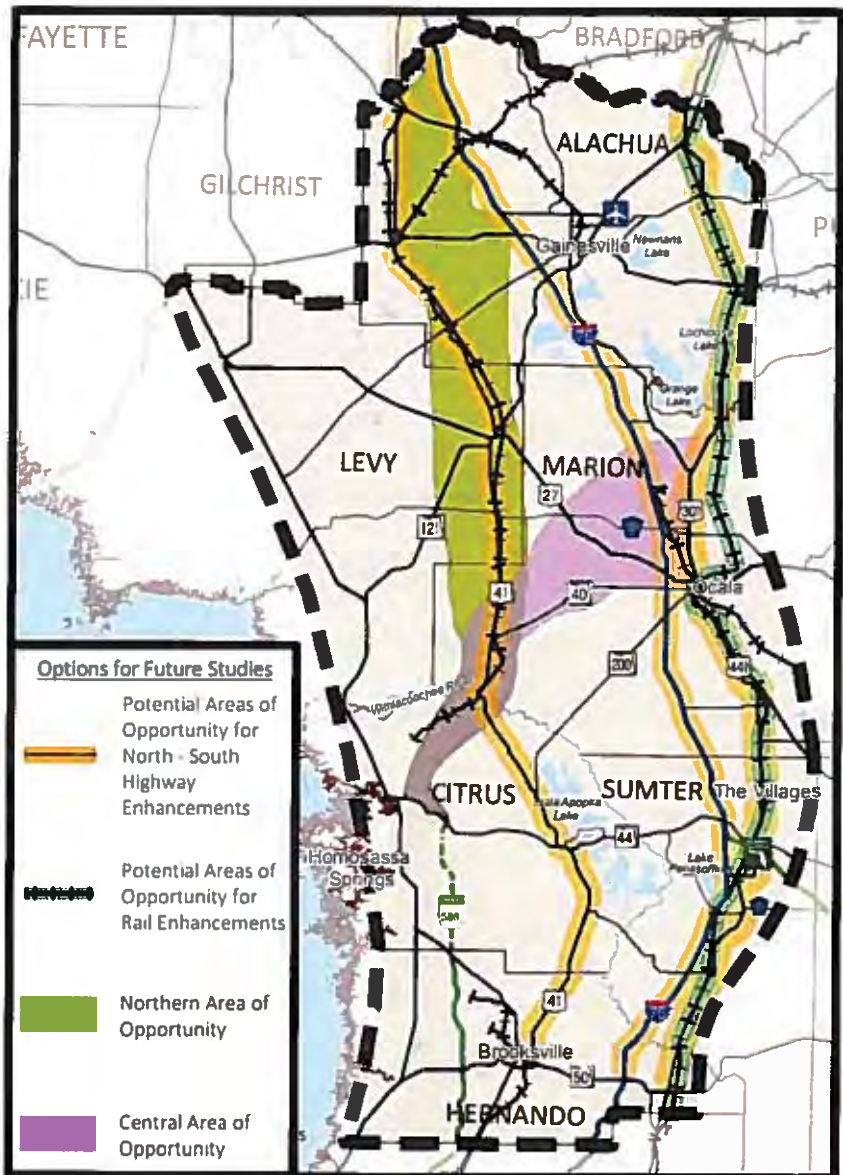 FAYETTE
BRADFORD
ALACHUA
GILCHRIST
Gainesville
Newnans
Lake
Lochloosa
Lake
Orange
Lake
LEVY
MARION
27
121
301
41
40
Ocala
200
441
Options for Future Studies
Potential Areas of
Opportunity for
North - South
Highway
Enhancements
Potential Areas of
Opportunity for
Rail Enhancements
Northern Area of
Opportunity
Central Area of
Opportunity
Withlacoochee
CITRUS
SUMTER
The Villages
Apopka
Lake
44
Lake
Homosassa
Springs
589
41
Brooksville
50
HERNANDO